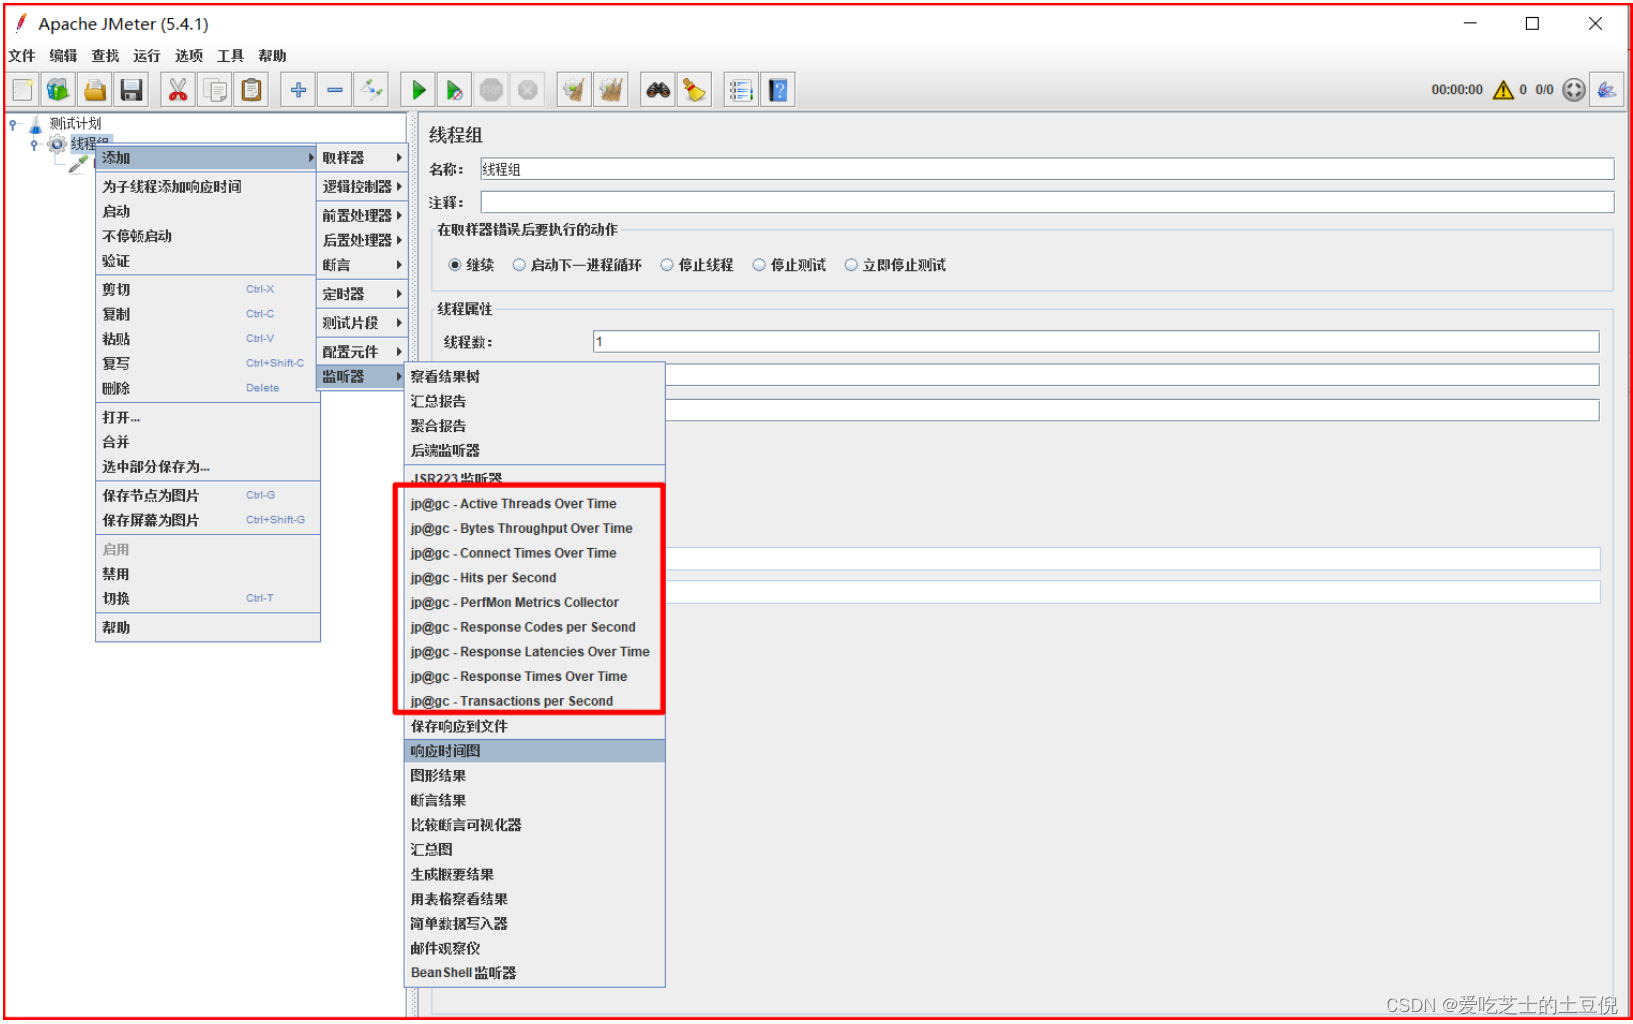 Apache JMeter (5.4.1)
文件 编辑 查找 运行 选项 工具 帮助
STOP
00:00:00 0 0/0
测试计划
线程组
添加
为子线程添加响应时间
启动
不停顿启动
验证
剪切 Ctrl-X
复制 Ctrl-C
粘贴 Ctrl-V
复写 Ctrl+Shift-C
删除 Delete
打开...
合并
选中部分保存为...
保存节点为图片 Ctrl-G
保存屏幕为图片 Ctrl+Shift-G
启用
禁用
切换 Ctrl-T
帮助
取样器
逻辑控制器
前置处理器
后置处理器
断言
定时器
测试片段
配置元件
监听器
察看结果树
汇总报告
聚合报告
后端监听器
JSR223 监听器
jp@gc - Active Threads Over Time
jp@gc - Bytes Throughput Over Time
jp@gc - Connect Times Over Time
jp@gc - Hits per Second
jp@gc - PerfMon Metrics Collector
jp@gc - Response Codes per Second
jp@gc - Response Latencies Over Time
jp@gc - Response Times Over Time
jp@gc - Transactions per Second
保存响应到文件
响应时间图
图形结果
断言结果
比较断言可视化器
汇总图
生成概要结果
用表格察看结果
简单数据写入器
邮件观察仪
BeanShell 监听器
线程组
名称： 线程组
注释：
在取样器错误后要执行的动作
继续 启动下一进程循环 停止线程 停止测试 立即停止测试
线程属性
线程数： 1
CSDN @爱吃芝士的土豆倪